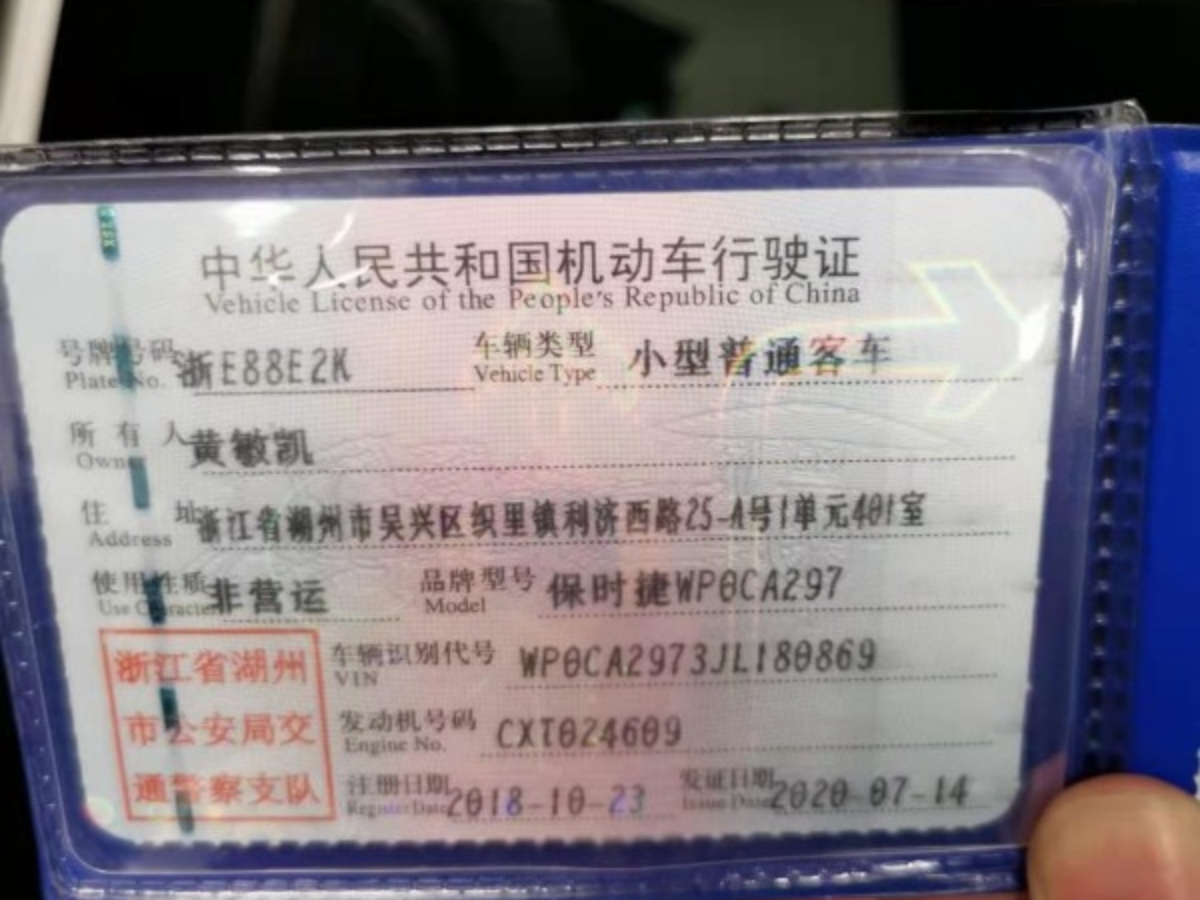 中华人民共和国机动车行驶证
Vehicle License of the People's Republic of China
号牌号码 浙E88E2K 车辆类型 小型普通客车
Plate No. Vehicle Type
所有人 黄敏凯
Owner
住址 浙江省湖州市吴兴区织里镇利济西路25-A号1单元401室
Address
使用性质 非营运 品牌型号 保时捷WP0CA297
Use Character Model
浙江省湖州 车辆识别代号 WP0CA2973JL180869
VIN
市公安局交 发动机号码 CXT024609
Engine No.
通警察支队 注册日期 2018-10-23 发证日期 2020-07-14
Register Date Issue Date